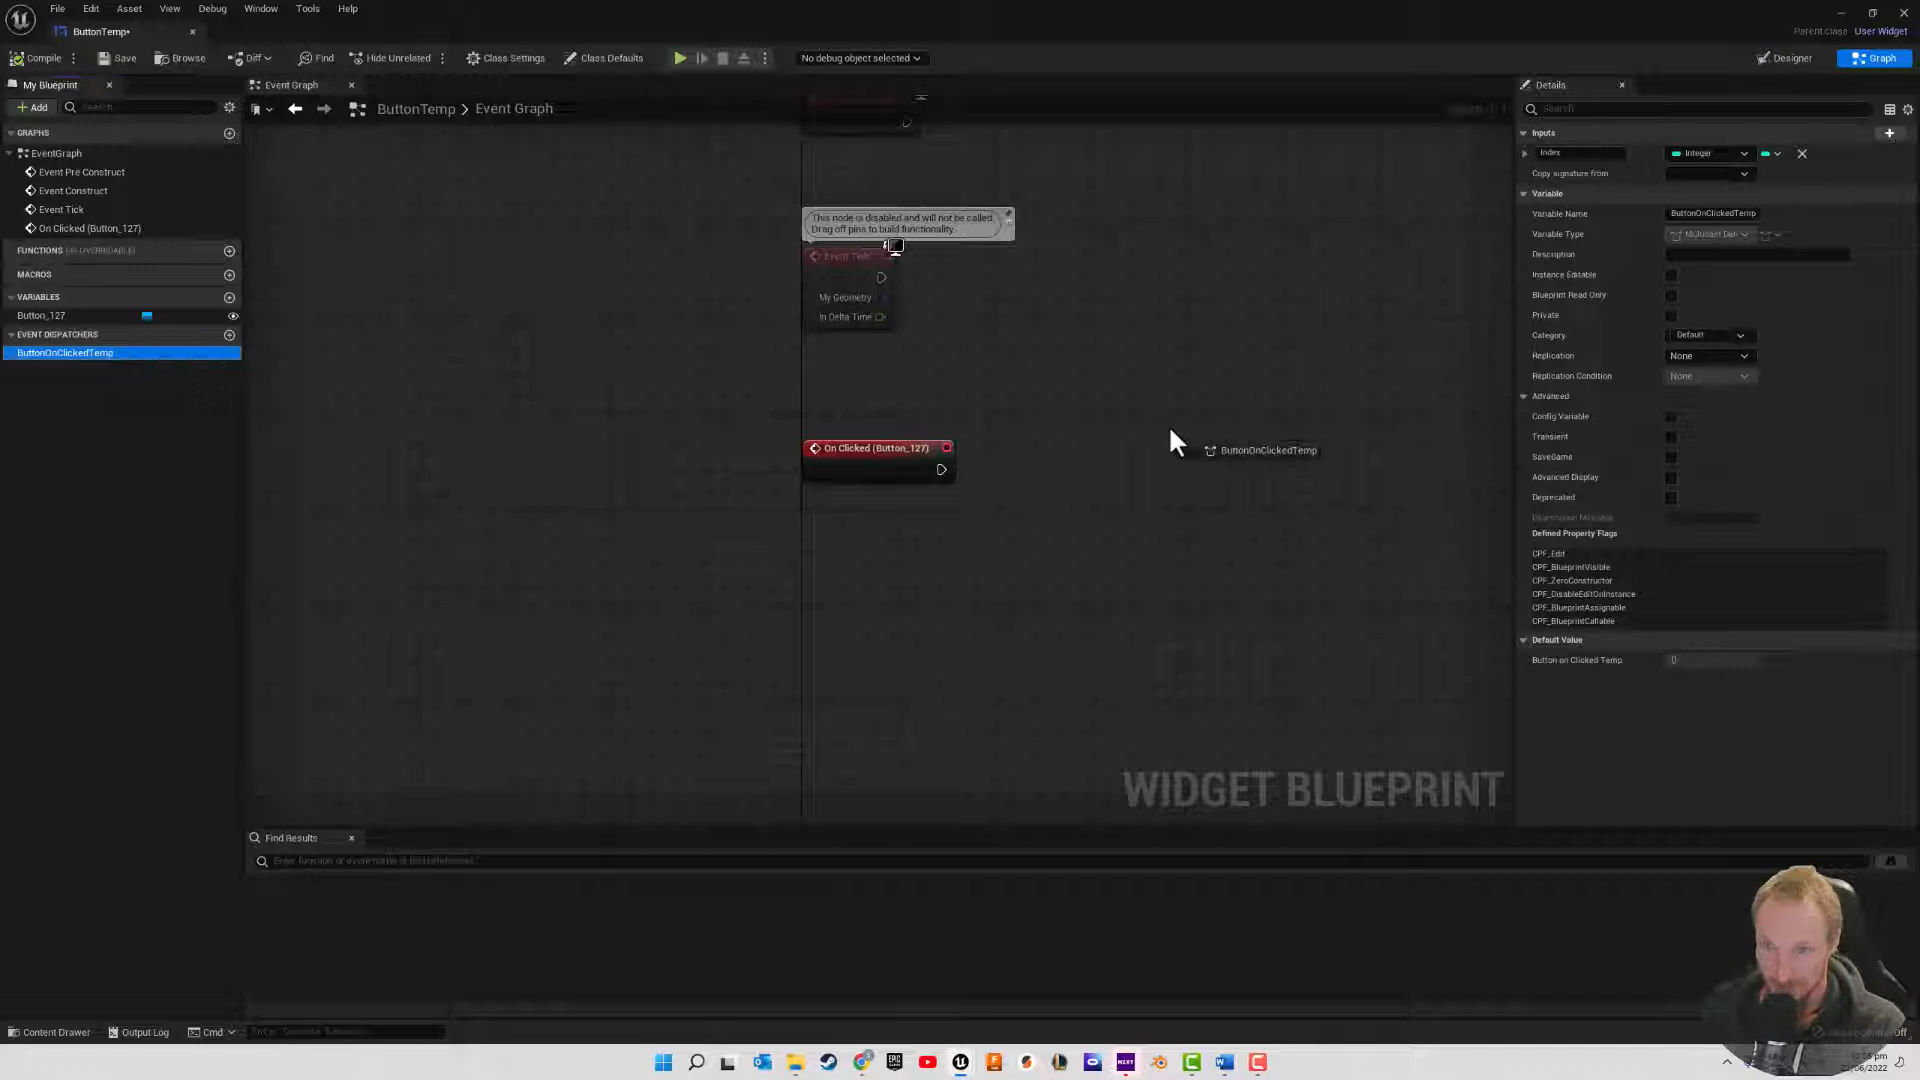 File Edit Asset View Debug Window Tools Help
ButtonTemp•
Parent class: User Widget
Compile Save Browse Diff Find Hide Unrelated Class Settings Class Defaults No debug object selected Designer Graph
My Blueprint
Event Graph
Details
Add Search
ButtonTemp > Event Graph
Search
GRAPHS
EventGraph
Event Pre Construct
Event Construct
Event Tick
On Clicked (Button_127)
FUNCTIONS
MACROS
VARIABLES
Button_127
EVENT DISPATCHERS
ButtonOnClickedTemp
This node is disabled and will not be called.
Drag off pins to build functionality.
Event Tick
My Geometry
In Delta Time
On Clicked (Button_127)
ButtonOnClickedTemp
WIDGET BLUEPRINT
Inputs
Index Integer
Copy signature from
Variable
Variable Name ButtonOnClickedTemp
Variable Type
Description
Instance Editable
Blueprint Read Only
Private
Category Default
Replication None
Replication Condition None
Advanced
Config Variable
Transient
SaveGame
Advanced Display
Deprecated
Defined Property Flags
CPF_Edit
CPF_BlueprintVisible
CPF_ZeroConstructor
CPF_DisableEditOnInstance
CPF_BlueprintAssignable
CPF_BlueprintCallable
Default Value
Button on Clicked Temp ()
Find Results
Content Drawer Output Log Cmd
Off
NZXT
EPIC